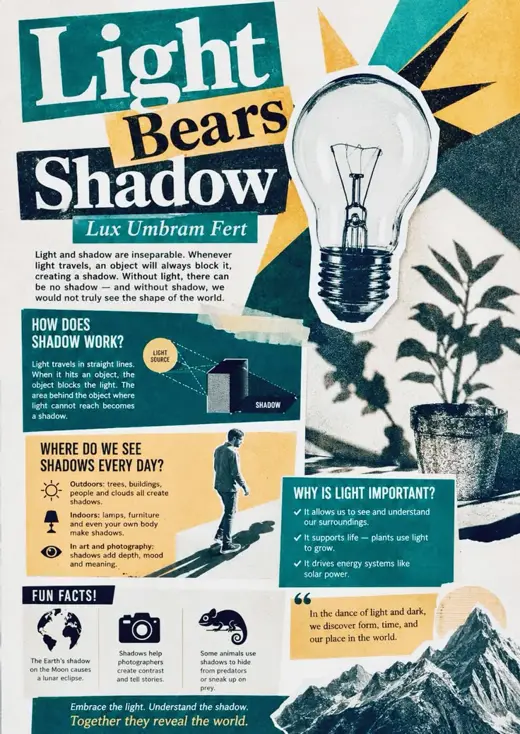 Light
Bears
Shadow
Lux Umbram Fert
Light and shadow are inseparable. Whenever
light travels, an object will always block it,
creating a shadow. Without light, there can
be no shadow — and without shadow, we
would not truly see the shape of the world.
HOW DOES
SHADOW WORK?
Light travels in straight lines.
When it hits an object, the
object blocks the light. The
area behind the object where
light cannot reach becomes
a shadow.
LIGHT
SOURCE
SHADOW
WHERE DO WE SEE
SHADOWS EVERY DAY?
Outdoors: trees, buildings,
people and clouds all create
shadows.
Indoors: lamps, furniture
and even your own body
make shadows.
In art and photography:
shadows add depth, mood
and meaning.
WHY IS LIGHT IMPORTANT?
✓ It allows us to see and understand
our surroundings.
✓ It supports life — plants use light
to grow.
✓ It drives energy systems like
solar power.
FUN FACTS!
The Earth's shadow
on the Moon causes
a lunar eclipse.
Shadows help
photographers
create contrast
and tell stories.
Some animals use
shadows to hide
from predators
or sneak up on
prey.
“
In the dance of light and dark,
we discover form, time, and
our place in the world.
Embrace the light. Understand the shadow.
Together they reveal the world.